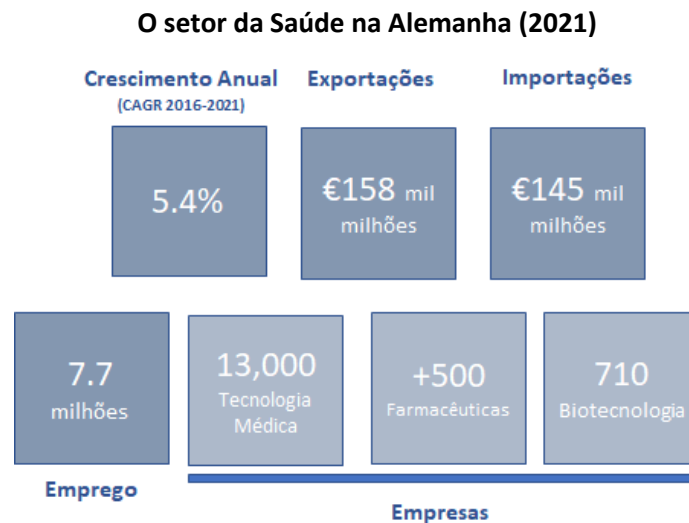 O setor da Saúde na Alemanha (2021)
Crescimento Anual
(CAGR 2016-2021)
Exportações
Importações
5.4%
€158 mil
milhões
€145 mil
milhões
7.7
milhões
13,000
Tecnologia
Médica
+500
Farmacêuticas
710
Biotecnologia
Emprego
Empresas